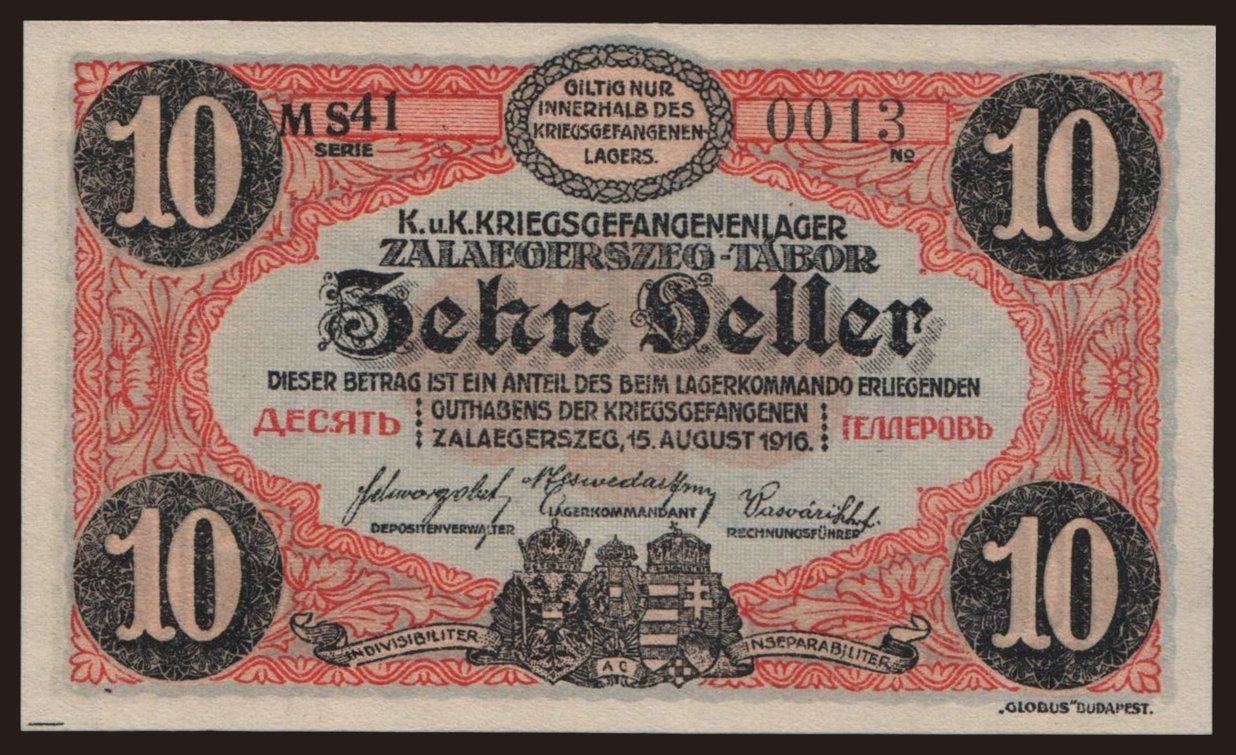 10
M S41
SERIE
GILTIG NUR
INNERHALB DES
KRIEGSGEFANGENEN-
LAGERS.
0013
No
10
K.u.K. KRIEGSGEFANGENENLAGER
ZALAEGERSZEG-TÁBOR
Zehn Heller
DIESER BETRAG IST EIN ANTEIL DES BEIM LAGERKOMMANDO ERLIEGENDEN
ДЕСЯТЬ GUTHABENS DER KRIEGSGEFANGENEN ГЕЛЛЕРОВЪ
ZALAEGERSZEG, 15. AUGUST 1916.
DEPOSITENVERWALTER
LAGERKOMMANDANT
RECHNUNGSFÜHRER
10
INDIVISIBILITER
AC
INSEPARABILITER
10
„GLOBUS“ BUDAPEST.